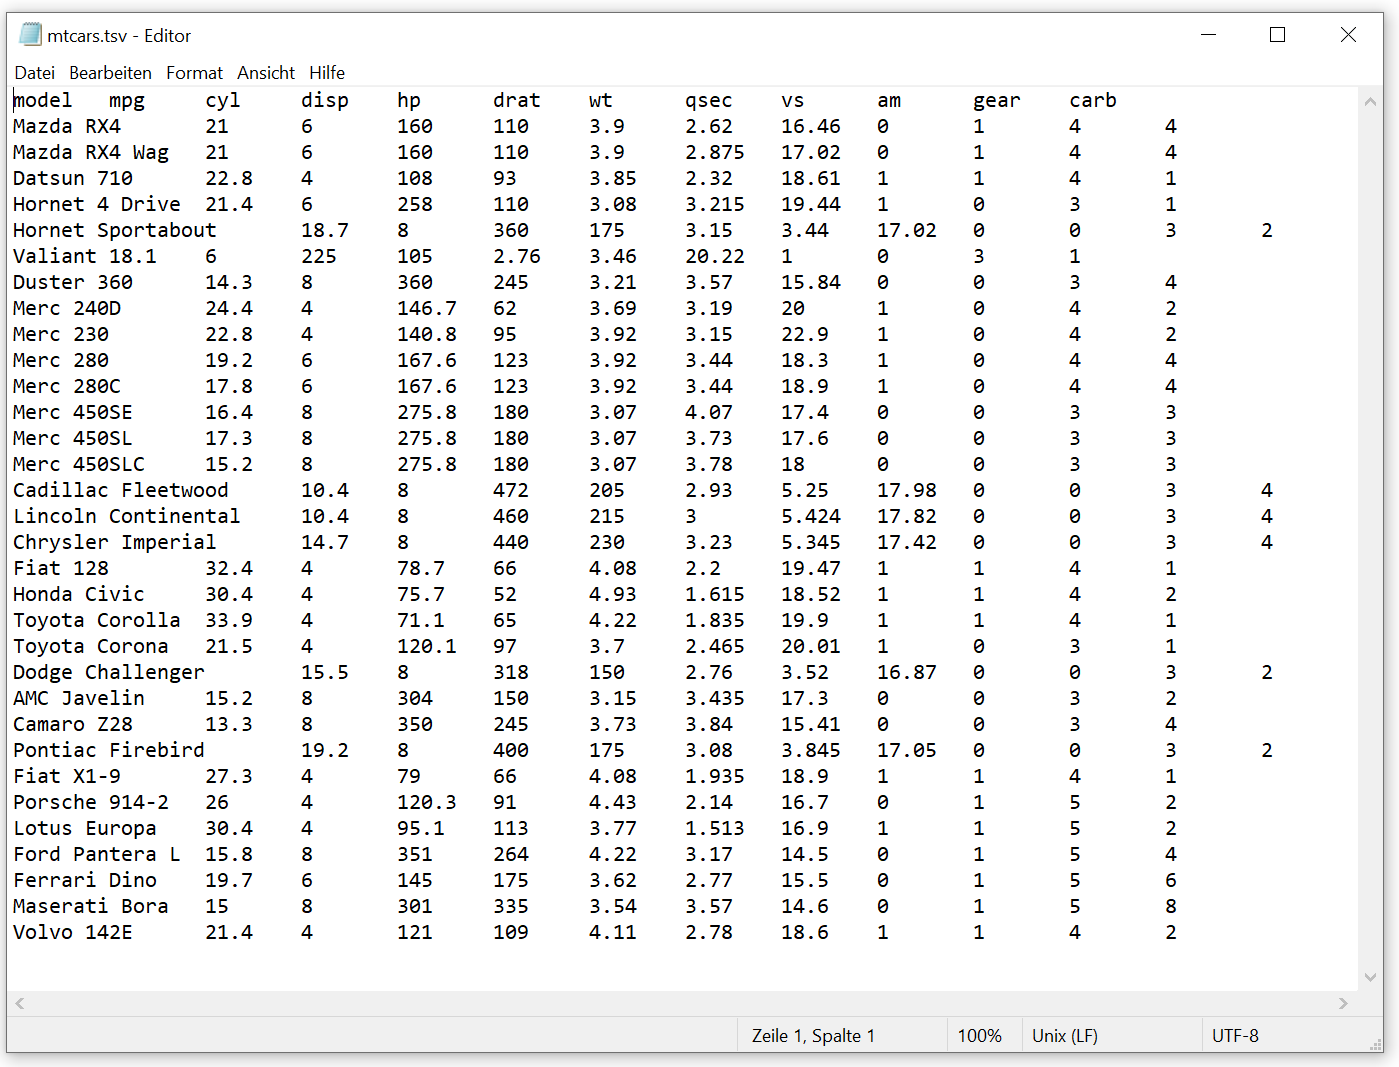 mtcars.tsv - Editor
Datei Bearbeiten Format Ansicht Hilfe
model mpg cyl disp hp drat wt qsec vs am gear carb
Mazda RX4 21 6 160 110 3.9 2.62 16.46 0 1 4 4
Mazda RX4 Wag 21 6 160 110 3.9 2.875 17.02 0 1 4 4
Datsun 710 22.8 4 108 93 3.85 2.32 18.61 1 1 4 1
Hornet 4 Drive 21.4 6 258 110 3.08 3.215 19.44 1 0 3 1
Hornet Sportabout 18.7 8 360 175 3.15 3.44 17.02 0 0 3 2
Valiant 18.1 6 225 105 2.76 3.46 20.22 1 0 3 1
Duster 360 14.3 8 360 245 3.21 3.57 15.84 0 0 3 4
Merc 240D 24.4 4 146.7 62 3.69 3.19 20 1 0 4 2
Merc 230 22.8 4 140.8 95 3.92 3.15 22.9 1 0 4 2
Merc 280 19.2 6 167.6 123 3.92 3.44 18.3 1 0 4 4
Merc 280C 17.8 6 167.6 123 3.92 3.44 18.9 1 0 4 4
Merc 450SE 16.4 8 275.8 180 3.07 4.07 17.4 0 0 3 3
Merc 450SL 17.3 8 275.8 180 3.07 3.73 17.6 0 0 3 3
Merc 450SLC 15.2 8 275.8 180 3.07 3.78 18 0 0 3 3
Cadillac Fleetwood 10.4 8 472 205 2.93 5.25 17.98 0 0 3 4
Lincoln Continental 10.4 8 460 215 3 5.424 17.82 0 0 3 4
Chrysler Imperial 14.7 8 440 230 3.23 5.345 17.42 0 0 3 4
Fiat 128 32.4 4 78.7 66 4.08 2.2 19.47 1 1 4 1
Honda Civic 30.4 4 75.7 52 4.93 1.615 18.52 1 1 4 2
Toyota Corolla 33.9 4 71.1 65 4.22 1.835 19.9 1 1 4 1
Toyota Corona 21.5 4 120.1 97 3.7 2.465 20.01 1 0 3 1
Dodge Challenger 15.5 8 318 150 2.76 3.52 16.87 0 0 3 2
AMC Javelin 15.2 8 304 150 3.15 3.435 17.3 0 0 3 2
Camaro Z28 13.3 8 350 245 3.73 3.84 15.41 0 0 3 4
Pontiac Firebird 19.2 8 400 175 3.08 3.845 17.05 0 0 3 2
Fiat X1-9 27.3 4 79 66 4.08 1.935 18.9 1 1 4 1
Porsche 914-2 26 4 120.3 91 4.43 2.14 16.7 0 1 5 2
Lotus Europa 30.4 4 95.1 113 3.77 1.513 16.9 1 1 5 2
Ford Pantera L 15.8 8 351 264 4.22 3.17 14.5 0 1 5 4
Ferrari Dino 19.7 6 145 175 3.62 2.77 15.5 0 1 5 6
Maserati Bora 15 8 301 335 3.54 3.57 14.6 0 1 5 8
Volvo 142E 21.4 4 121 109 4.11 2.78 18.6 1 1 4 2
Zeile 1, Spalte 1 100% Unix (LF) UTF-8